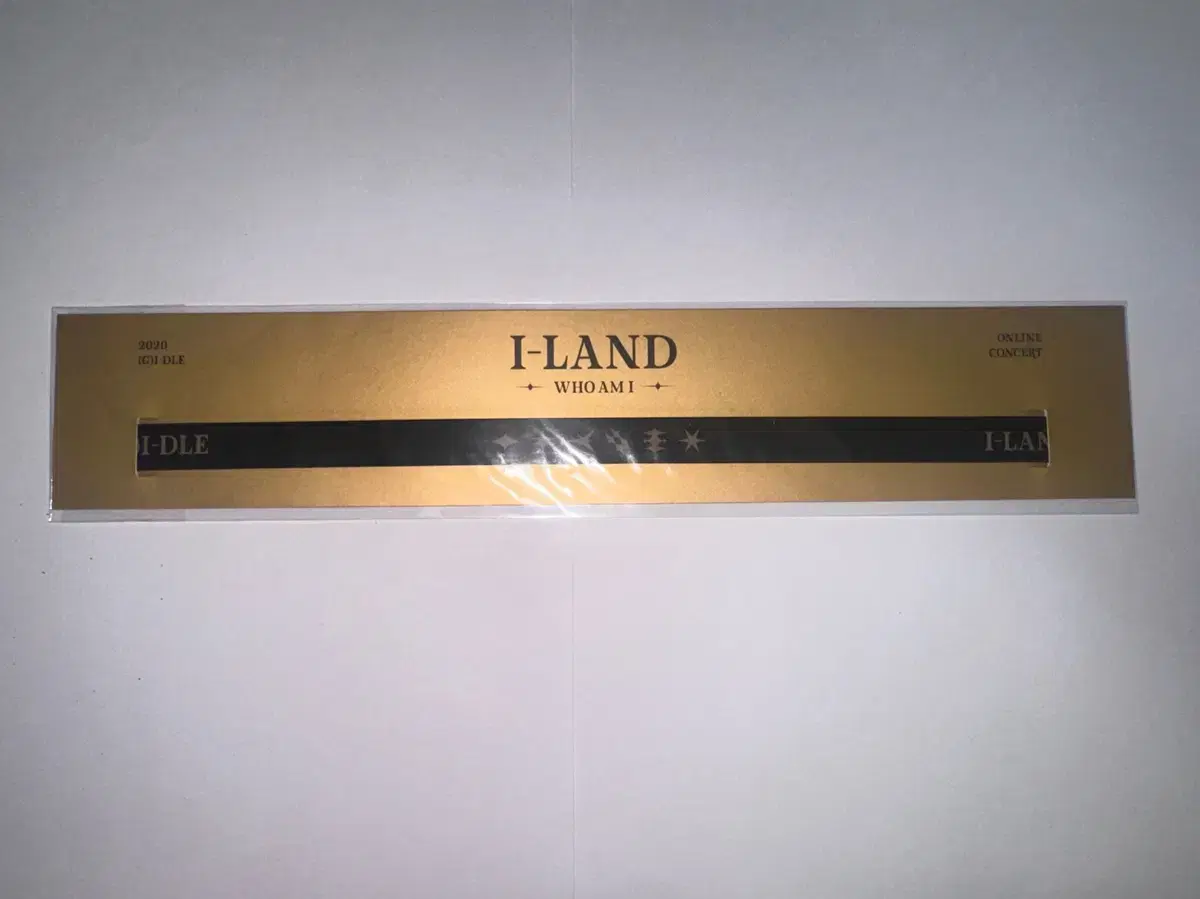 2020
(G)I-DLE
I-LAND
WHO AM I
ONLINE
CONCERT
)I-DLE
I-LAN